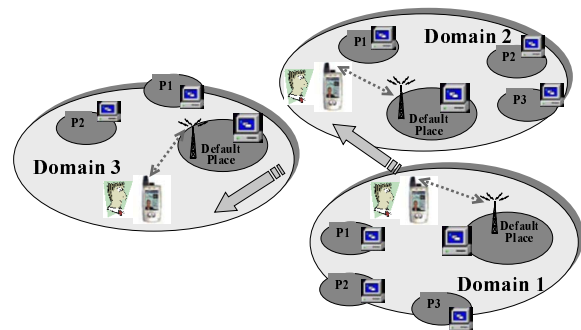 P1
Domain 2
P2
P3
Default
Place
P1
P2
Default
Place
Domain 3
Default
Place
P1
P2
Domain 1
P3